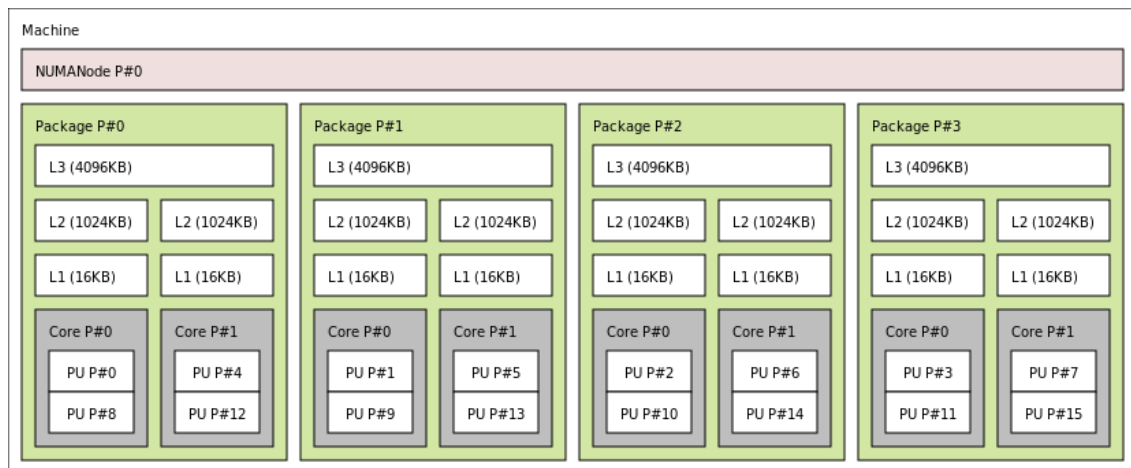 Machine
NUMANode P#0
Package P#0
L3 (4096KB)
L2 (1024KB) L2 (1024KB)
L1 (16KB) L1 (16KB)
Core P#0 Core P#1
PU P#0 PU P#4
PU P#8 PU P#12
Package P#1
L3 (4096KB)
L2 (1024KB) L2 (1024KB)
L1 (16KB) L1 (16KB)
Core P#0 Core P#1
PU P#1 PU P#5
PU P#9 PU P#13
Package P#2
L3 (4096KB)
L2 (1024KB) L2 (1024KB)
L1 (16KB) L1 (16KB)
Core P#0 Core P#1
PU P#2 PU P#6
PU P#10 PU P#14
Package P#3
L3 (4096KB)
L2 (1024KB) L2 (1024KB)
L1 (16KB) L1 (16KB)
Core P#0 Core P#1
PU P#3 PU P#7
PU P#11 PU P#15